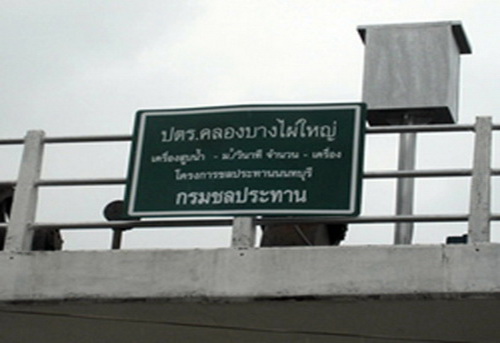 ปตร.คลองบางไผ่ใหญ่
เครื่องสูบน้ำ - ม.³/วินาที จำนวน - เครื่อง
โครงการชลประทานนนทบุรี
กรมชลประทาน